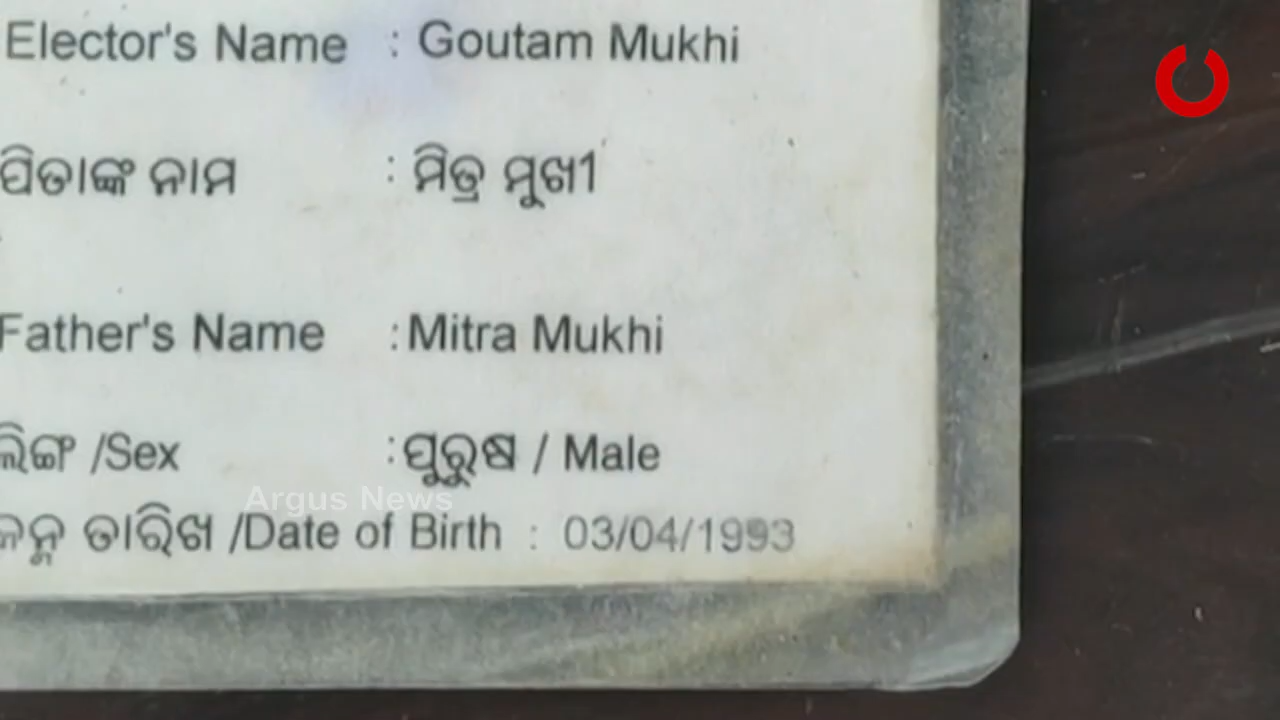 Elector's Name : Goutam Mukhi
ପିତାଙ୍କ ନାମ : ମିତ୍ର ମୁଖୀ
Father's Name : Mitra Mukhi
ଲିଙ୍ଗ /Sex : ପୁରୁଷ / Male
Argus News
ଜନ୍ମ ତାରିଖ /Date of Birth : 03/04/1993